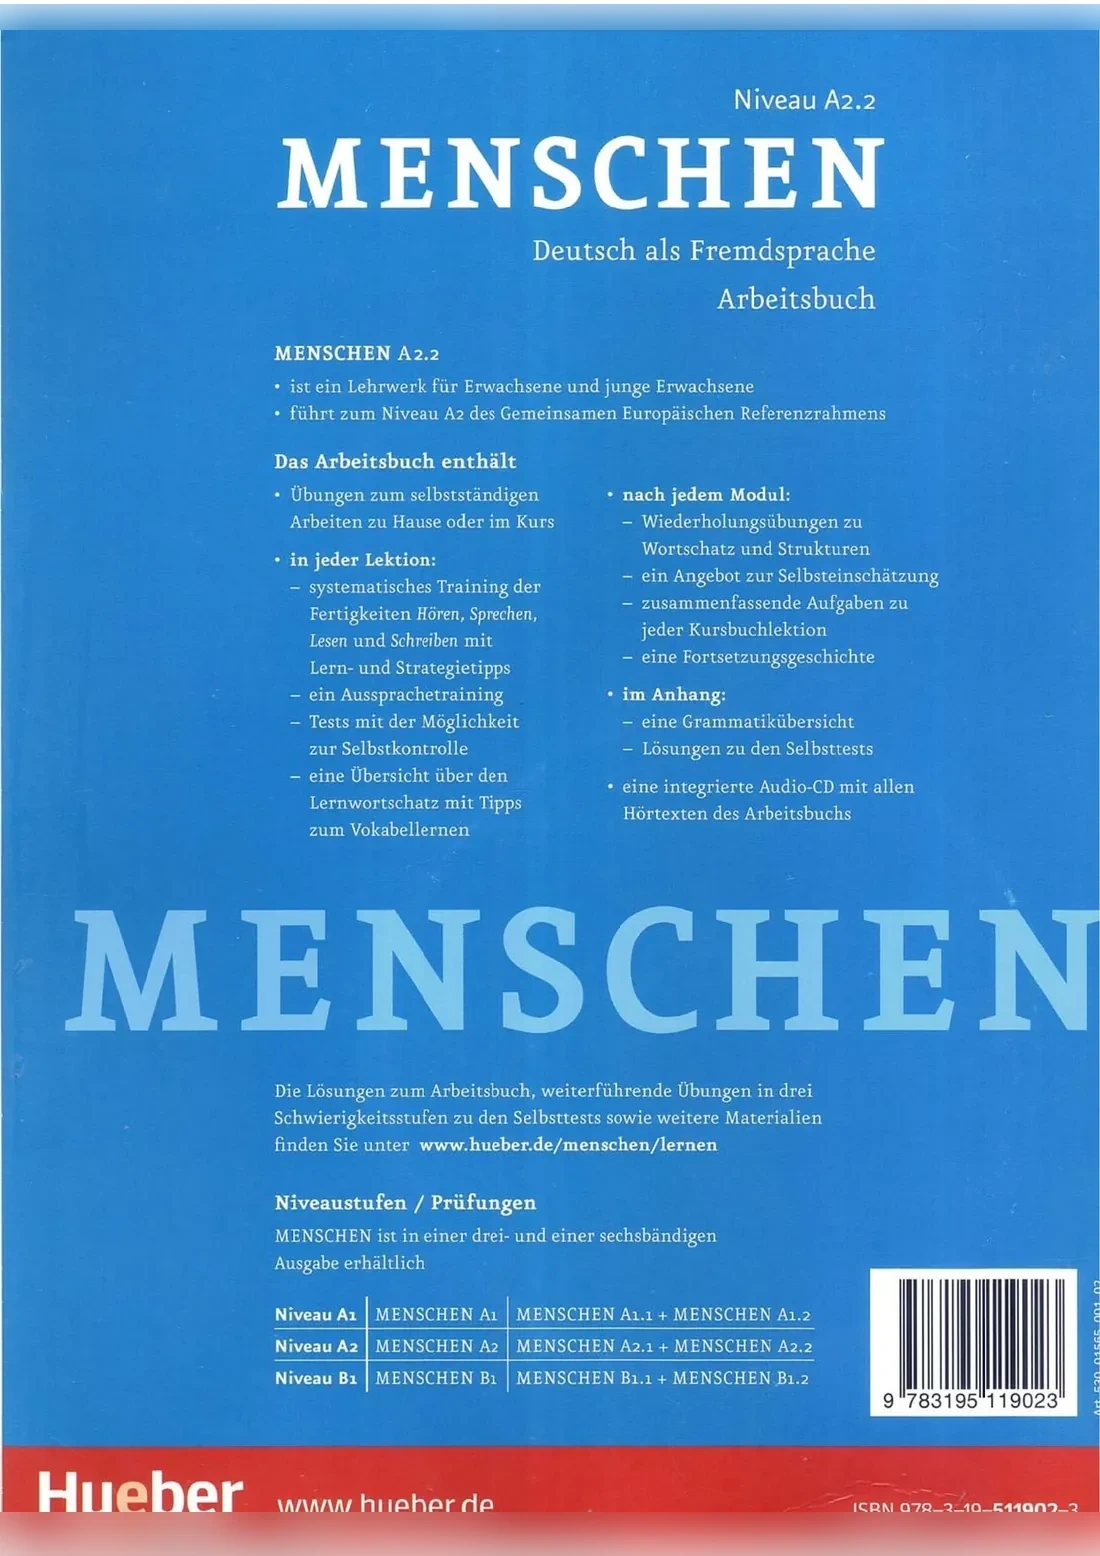 Niveau A2.2
MENSCHEN
Deutsch als Fremdsprache
Arbeitsbuch
MENSCHEN A2.2
• ist ein Lehrwerk für Erwachsene und junge Erwachsene
• führt zum Niveau A2 des Gemeinsamen Europäischen Referenzrahmens
Das Arbeitsbuch enthält
• Übungen zum selbstständigen
Arbeiten zu Hause oder im Kurs
• in jeder Lektion:
– systematisches Training der
Fertigkeiten Hören, Sprechen,
Lesen und Schreiben mit
Lern- und Strategietipps
– ein Aussprachetraining
– Tests mit der Möglichkeit
zur Selbstkontrolle
– eine Übersicht über den
Lernwortschatz mit Tipps
zum Vokabellernen
• nach jedem Modul:
– Wiederholungsübungen zu
Wortschatz und Strukturen
– ein Angebot zur Selbsteinschätzung
– zusammenfassende Aufgaben zu
jeder Kursbuchlektion
– eine Fortsetzungsgeschichte
• im Anhang:
– eine Grammatikübersicht
– Lösungen zu den Selbsttests
• eine integrierte Audio-CD mit allen
Hörtexten des Arbeitsbuchs
MENSCHEN
Die Lösungen zum Arbeitsbuch, weiterführende Übungen in drei
Schwierigkeitsstufen zu den Selbsttests sowie weitere Materialien
finden Sie unter www.hueber.de/menschen/lernen
Niveaustufen / Prüfungen
MENSCHEN ist in einer drei- und einer sechsbändigen
Ausgabe erhältlich
Niveau A1 MENSCHEN A1 MENSCHEN A1.1 + MENSCHEN A1.2
Niveau A2 MENSCHEN A2 MENSCHEN A2.1 + MENSCHEN A2.2
Niveau B1 MENSCHEN B1 MENSCHEN B1.1 + MENSCHEN B1.2
9 783195 119023
Hueber
www.hueber.de
ISBN 978-3-19-511902-3